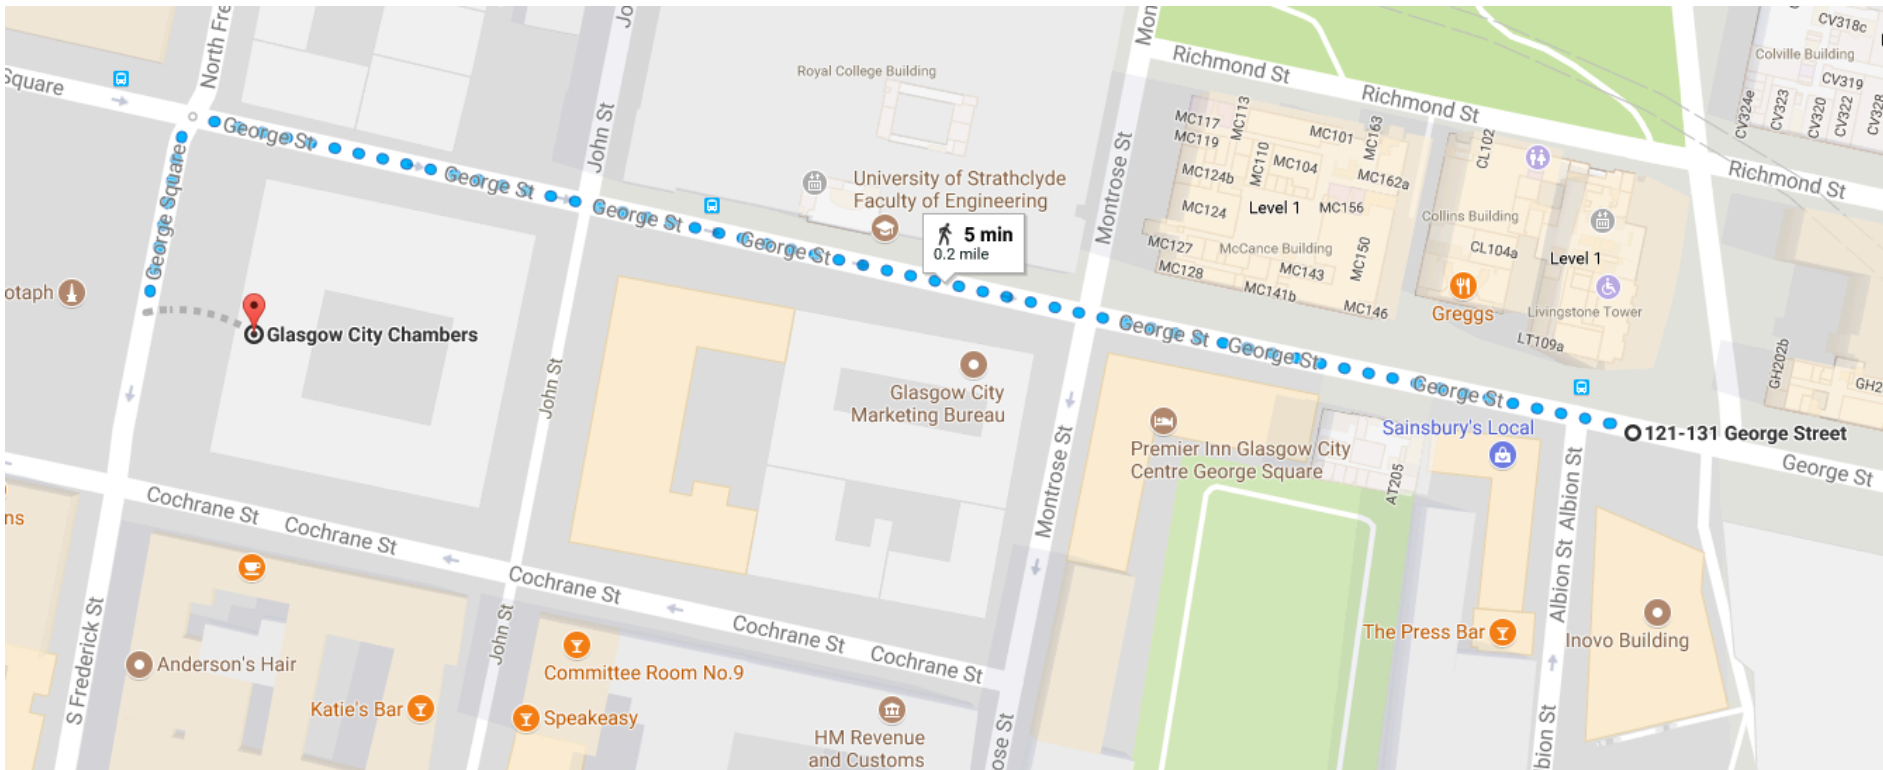 Square
North Fre
George St
George Square
John St
Jo
George St
George St
George St
Royal College Building
University of Strathclyde
Faculty of Engineering
5 min
0.2 mile
Mon
Montrose St
Richmond St
Richmond St
Richmond St
MC117
MC119
MC113
MC110
MC101
MC163
MC104
MC124b
MC162a
MC124
Level 1
MC156
MC127
McCance Building
MC150
MC128
MC143
MC141b
MC146
CL102
Collins Building
CL104a
Level 1
Greggs
Livingstone Tower
LT109a
Colville Building
CV318c
CV319
CV324e
CV323
CV320
CV322
CV328
GH202b
GH2
otaph
Glasgow City Chambers
John St
Glasgow City
Marketing Bureau
George St
George St
George St
Sainsbury's Local
121-131 George Street
George St
Premier Inn Glasgow City
Centre George Square
AT205
Montrose St
Albion St
Albion St
Cochrane St
Cochrane St
Cochrane St
Cochrane St
Cochrane St
ns
S Frederick St
John St
Anderson's Hair
Katie's Bar
Committee Room No.9
Speakeasy
HM Revenue
and Customs
rose St
The Press Bar
Inovo Building
bion St